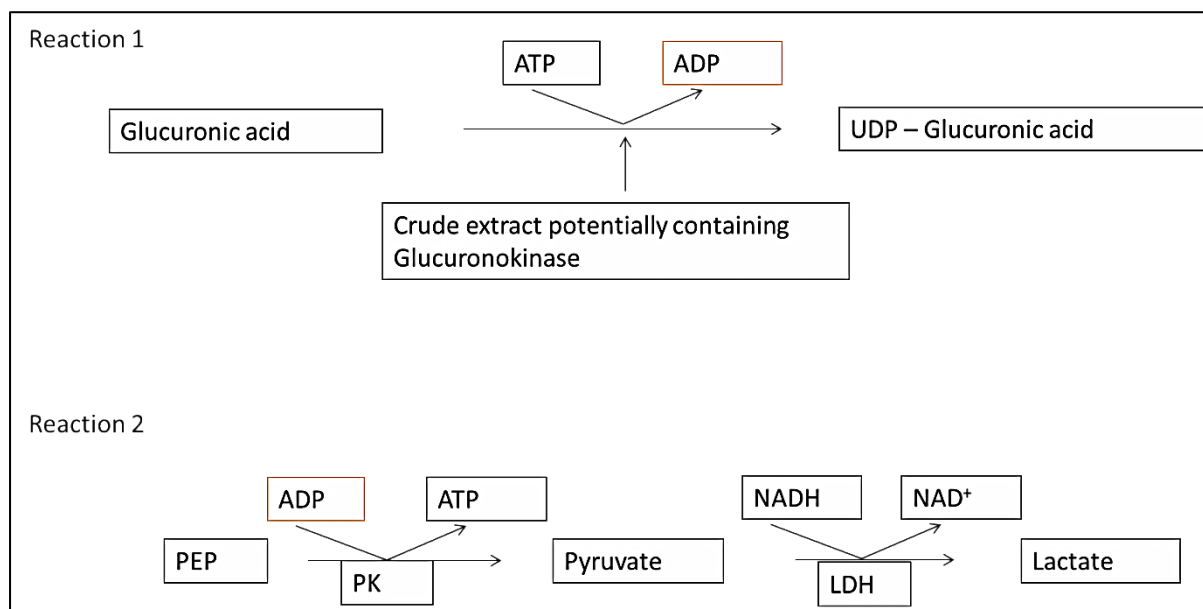 Reaction 1
ATP
ADP
Glucuronic acid
UDP – Glucuronic acid
Crude extract potentially containing
Glucuronokinase
Reaction 2
ADP
ATP
NADH
NAD⁺
PEP
PK
Pyruvate
LDH
Lactate